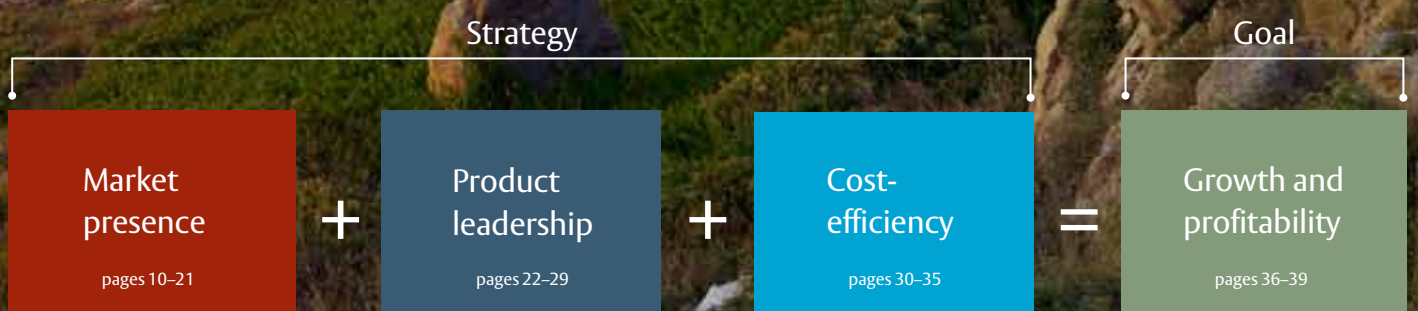 Strategy
Goal
Market
presence
pages 10–21
+
Product
leadership
pages 22–29
+
Cost-
efficiency
pages 30–35
=
Growth and
profitability
pages 36–39